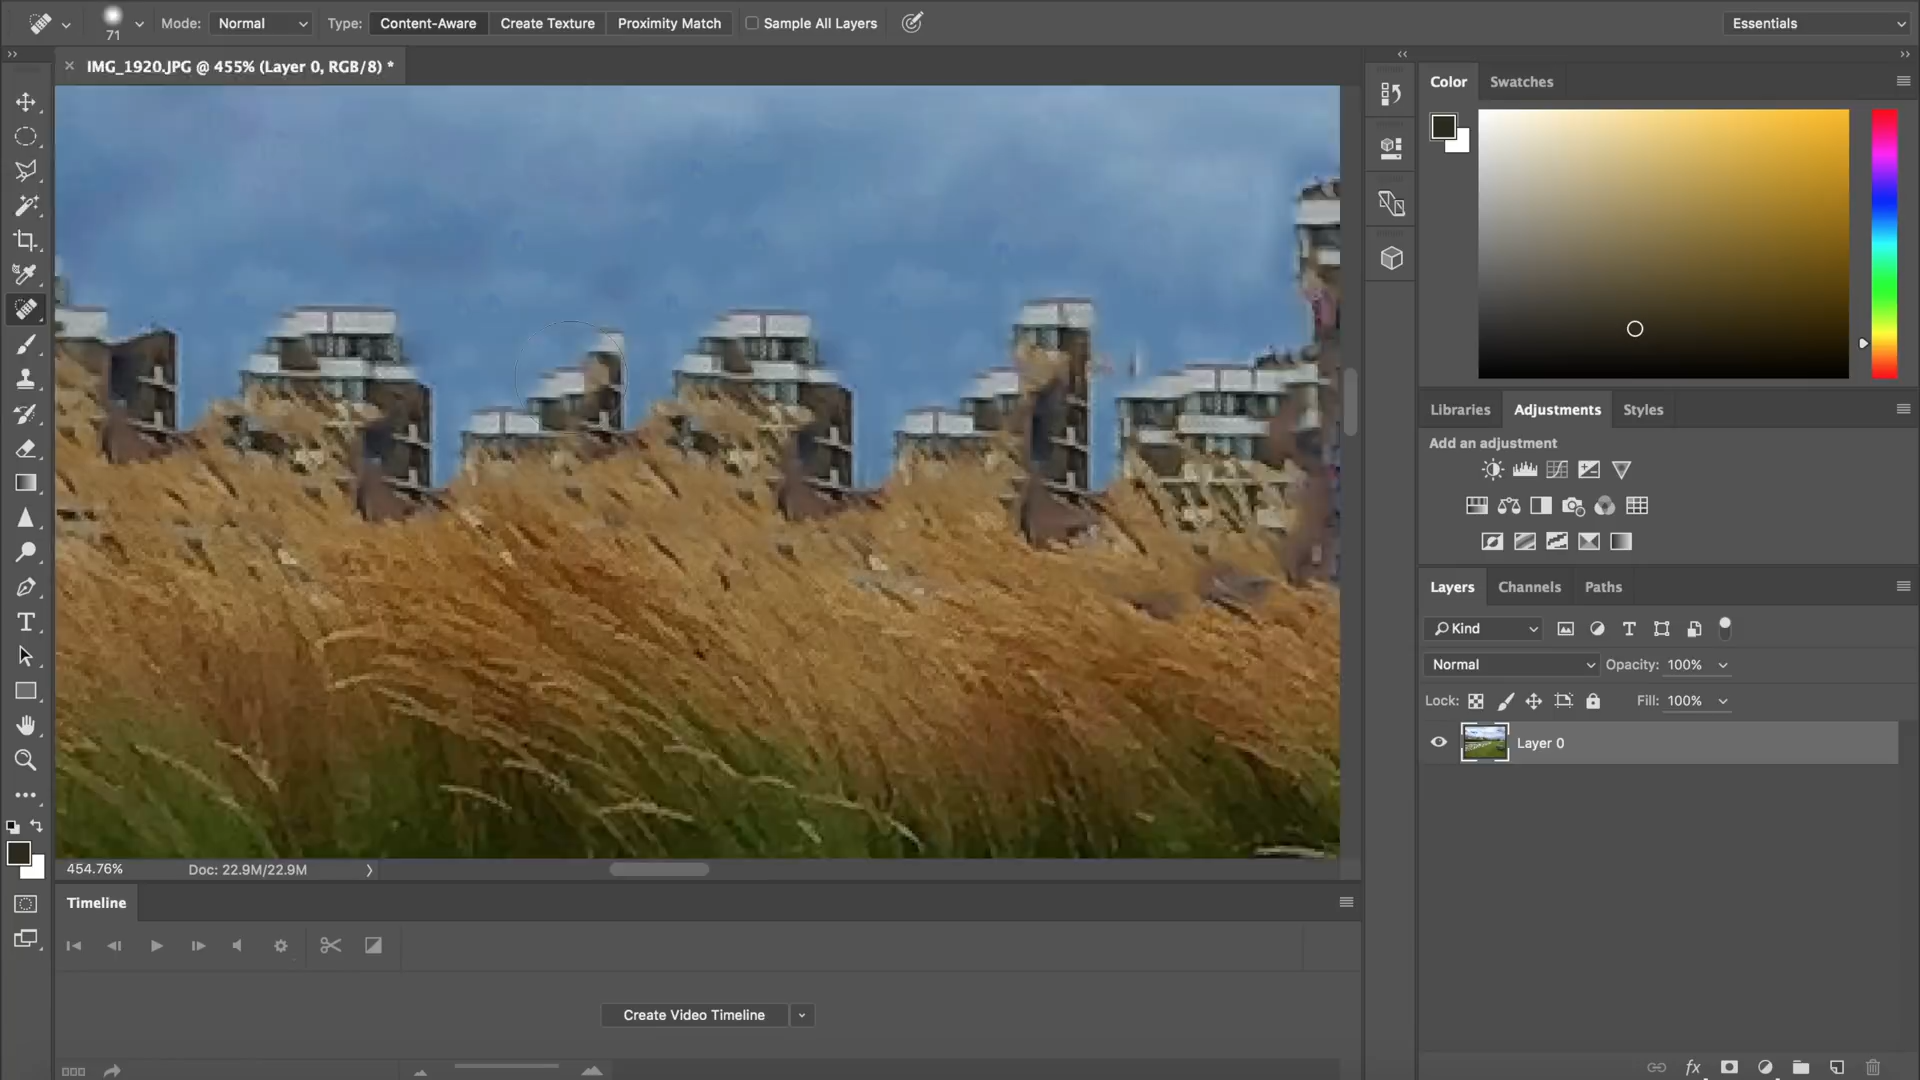 71
Mode: Normal
Type: Content-Aware Create Texture Proximity Match
Sample All Layers
Essentials
IMG_1920.JPG @ 455% (Layer 0, RGB/8) *
Color Swatches
Libraries Adjustments Styles
Add an adjustment
Layers Channels Paths
Kind
Normal Opacity: 100%
Lock: Fill: 100%
Layer 0
454.76% Doc: 22.9M/22.9M
Timeline
Create Video Timeline
fx